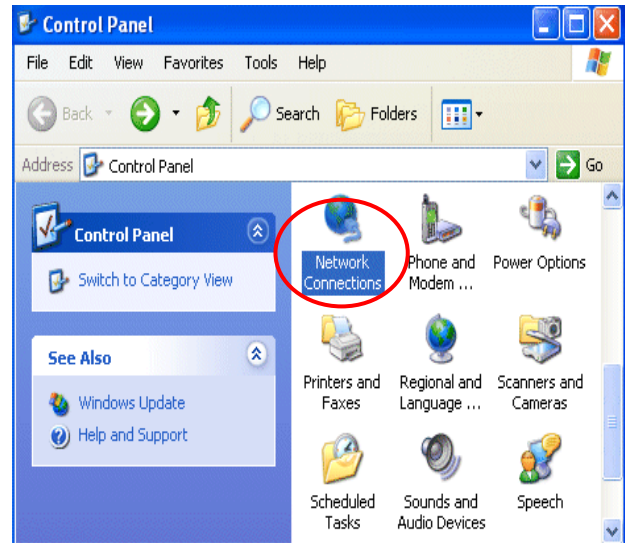 Control Panel
File Edit View Favorites Tools Help
Back Search Folders
Address Control Panel Go
Control Panel
Switch to Category View
See Also
Windows Update
Help and Support
Network
Connections
Phone and
Modem ...
Power Options
Printers and
Faxes
Regional and
Language ...
Scanners and
Cameras
Scheduled
Tasks
Sounds and
Audio Devices
Speech